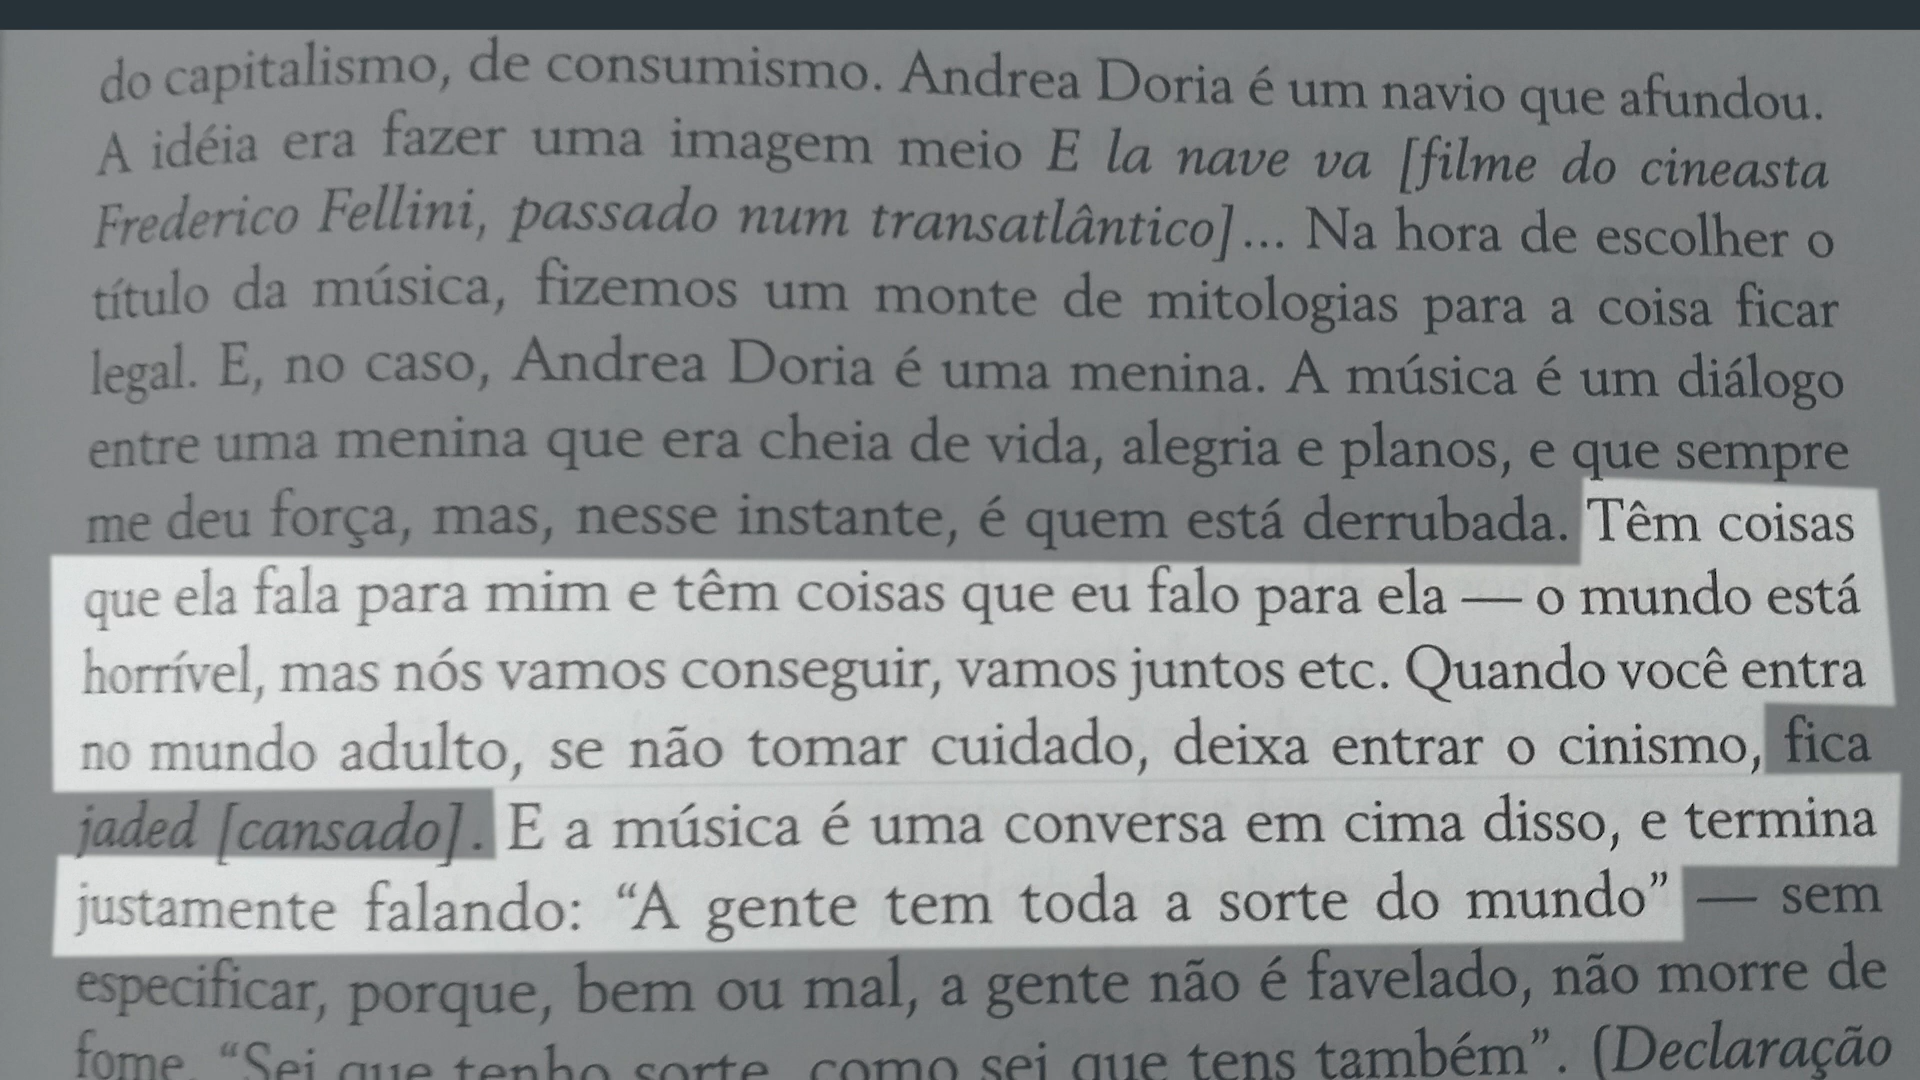 do capitalismo, de consumismo. Andrea Doria é um navio que afundou.
A idéia era fazer uma imagem meio E la nave va [filme do cineasta
Frederico Fellini, passado num transatlântico]... Na hora de escolher o
título da música, fizemos um monte de mitologias para a coisa ficar
legal. E, no caso, Andrea Doria é uma menina. A música é um diálogo
entre uma menina que era cheia de vida, alegria e planos, e que sempre
me deu força, mas, nesse instante, é quem está derrubada. Têm coisas
que ela fala para mim e têm coisas que eu falo para ela — o mundo está
horrível, mas nós vamos conseguir, vamos juntos etc. Quando você entra
no mundo adulto, se não tomar cuidado, deixa entrar o cinismo, fica
jaded [cansado]. E a música é uma conversa em cima disso, e termina
justamente falando: “A gente tem toda a sorte do mundo” — sem
especificar, porque, bem ou mal, a gente não é favelado, não morre de
fome. “Sei que tenho sorte, como sei que tens também”. (Declaração